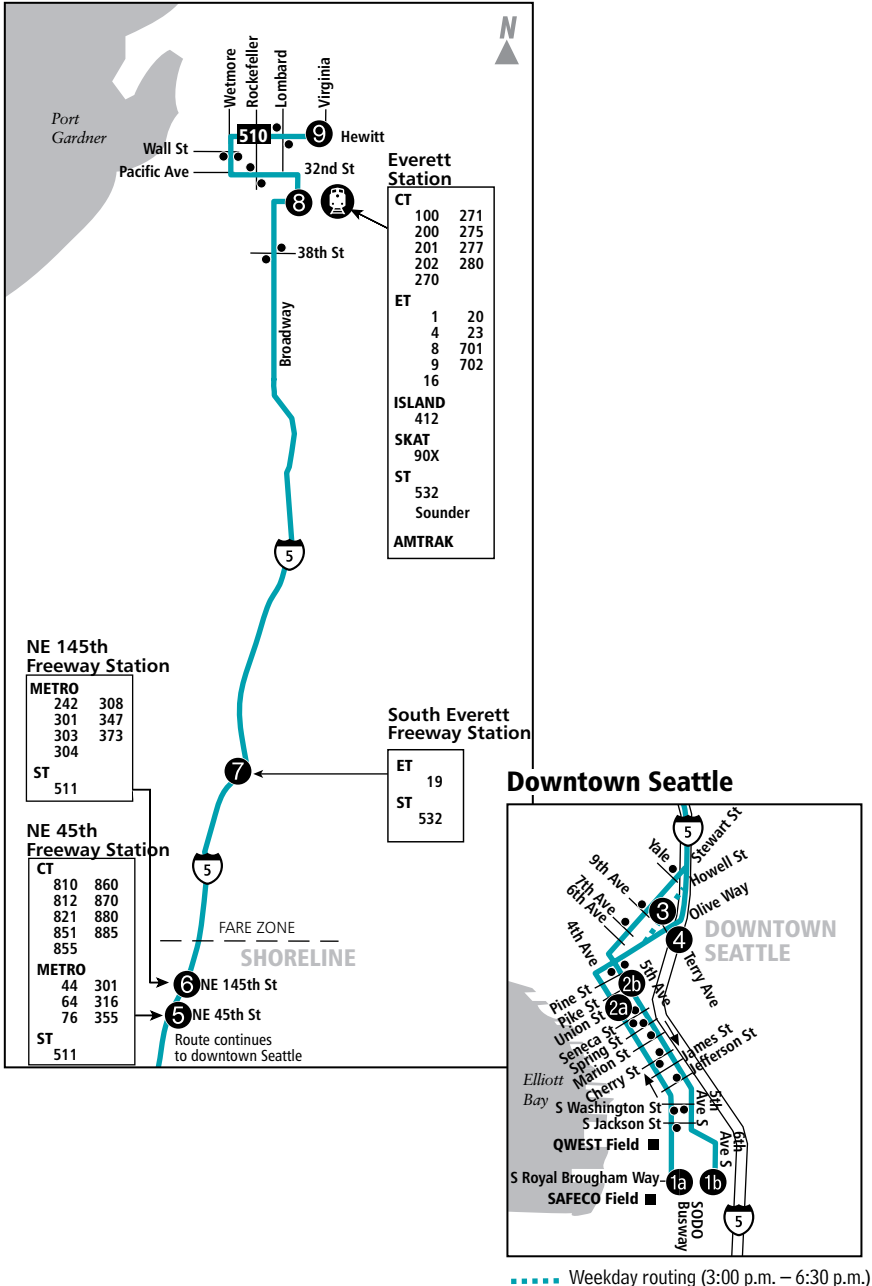 N
Port
Gardner
Wetmore
Rockefeller
Lombard
Virginia
510
9
Hewitt
Wall St
Pacific Ave
32nd St
8
38th St
Broadway
Everett
Station
CT
100 271
200 275
201 277
202 280
270
ET
1 20
4 23
8 701
9 702
16
ISLAND
412
SKAT
90X
ST
532
Sounder
AMTRAK
5
NE 145th
Freeway Station
METRO
242 308
301 347
303 373
304
ST
511
7
South Everett
Freeway Station
ET
19
ST
532
NE 45th
Freeway Station
CT
810 860
812 870
821 880
851 885
855
METRO
44 301
64 316
76 355
ST
511
5
FARE ZONE
SHORELINE
6
NE 145th St
5
NE 45th St
Route continues
to downtown Seattle
Downtown Seattle
5
Stewart St
Yale
Howell St
9th Ave
7th Ave
6th Ave
3
Olive Way
4th Ave
4
DOWNTOWN
SEATTLE
Terry Ave
5th Ave
2b
2a
Pine St
Pike St
Union St
Seneca St
Spring St
Marion St
Cherry St
James St
Jefferson St
Elliott
Bay
S Washington St
S Jackson St
5th
Ave S
6th
Ave S
QWEST Field
S Royal Brougham Way
1a
1b
SAFECO Field
SODO
Busway
5
Weekday routing (3:00 p.m. – 6:30 p.m.)